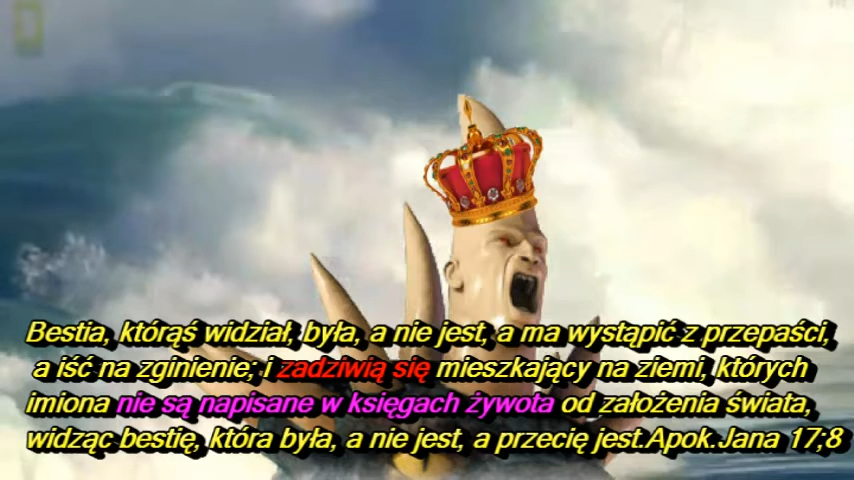 Bestia, którąś widział, była, a nie jest, a ma wystąpić z przepaści,
a iść na zginienie; i zadziwią się mieszkający na ziemi, których
imiona nie są napisane w księgach żywota od założenia świata,
widząc bestię, która była, a nie jest, a przecię jest.Apok.Jana 17;8